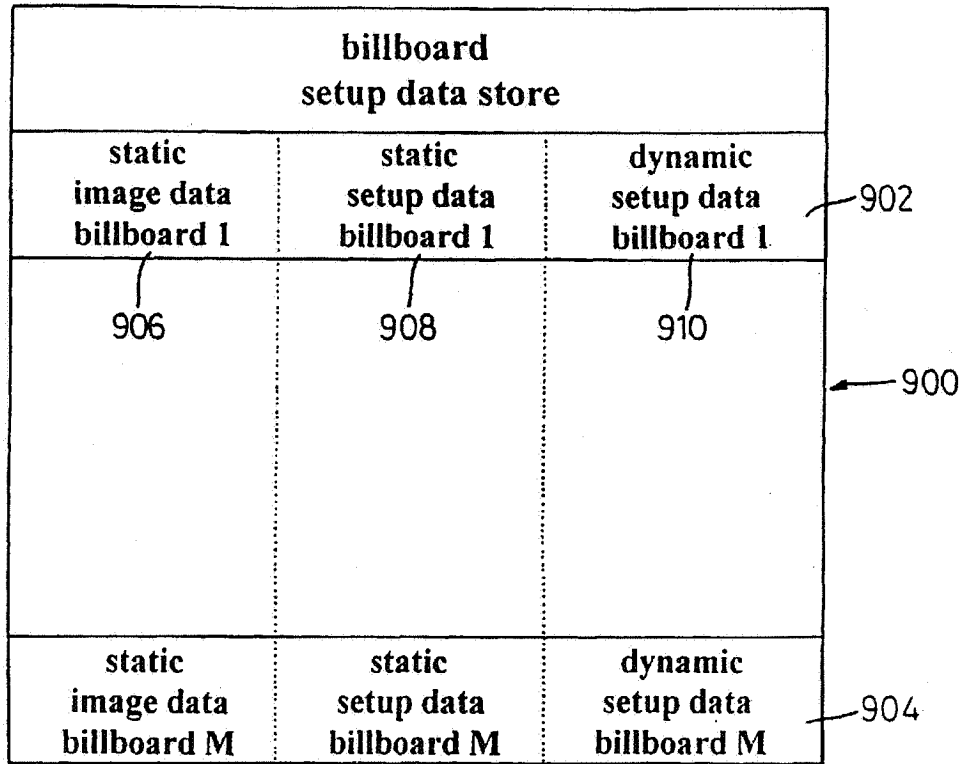 billboard
setup data store
static
image data
billboard 1
static
setup data
billboard 1
dynamic
setup data
billboard 1
902
906
908
910
900
static
image data
billboard M
static
setup data
billboard M
dynamic
setup data
billboard M
904